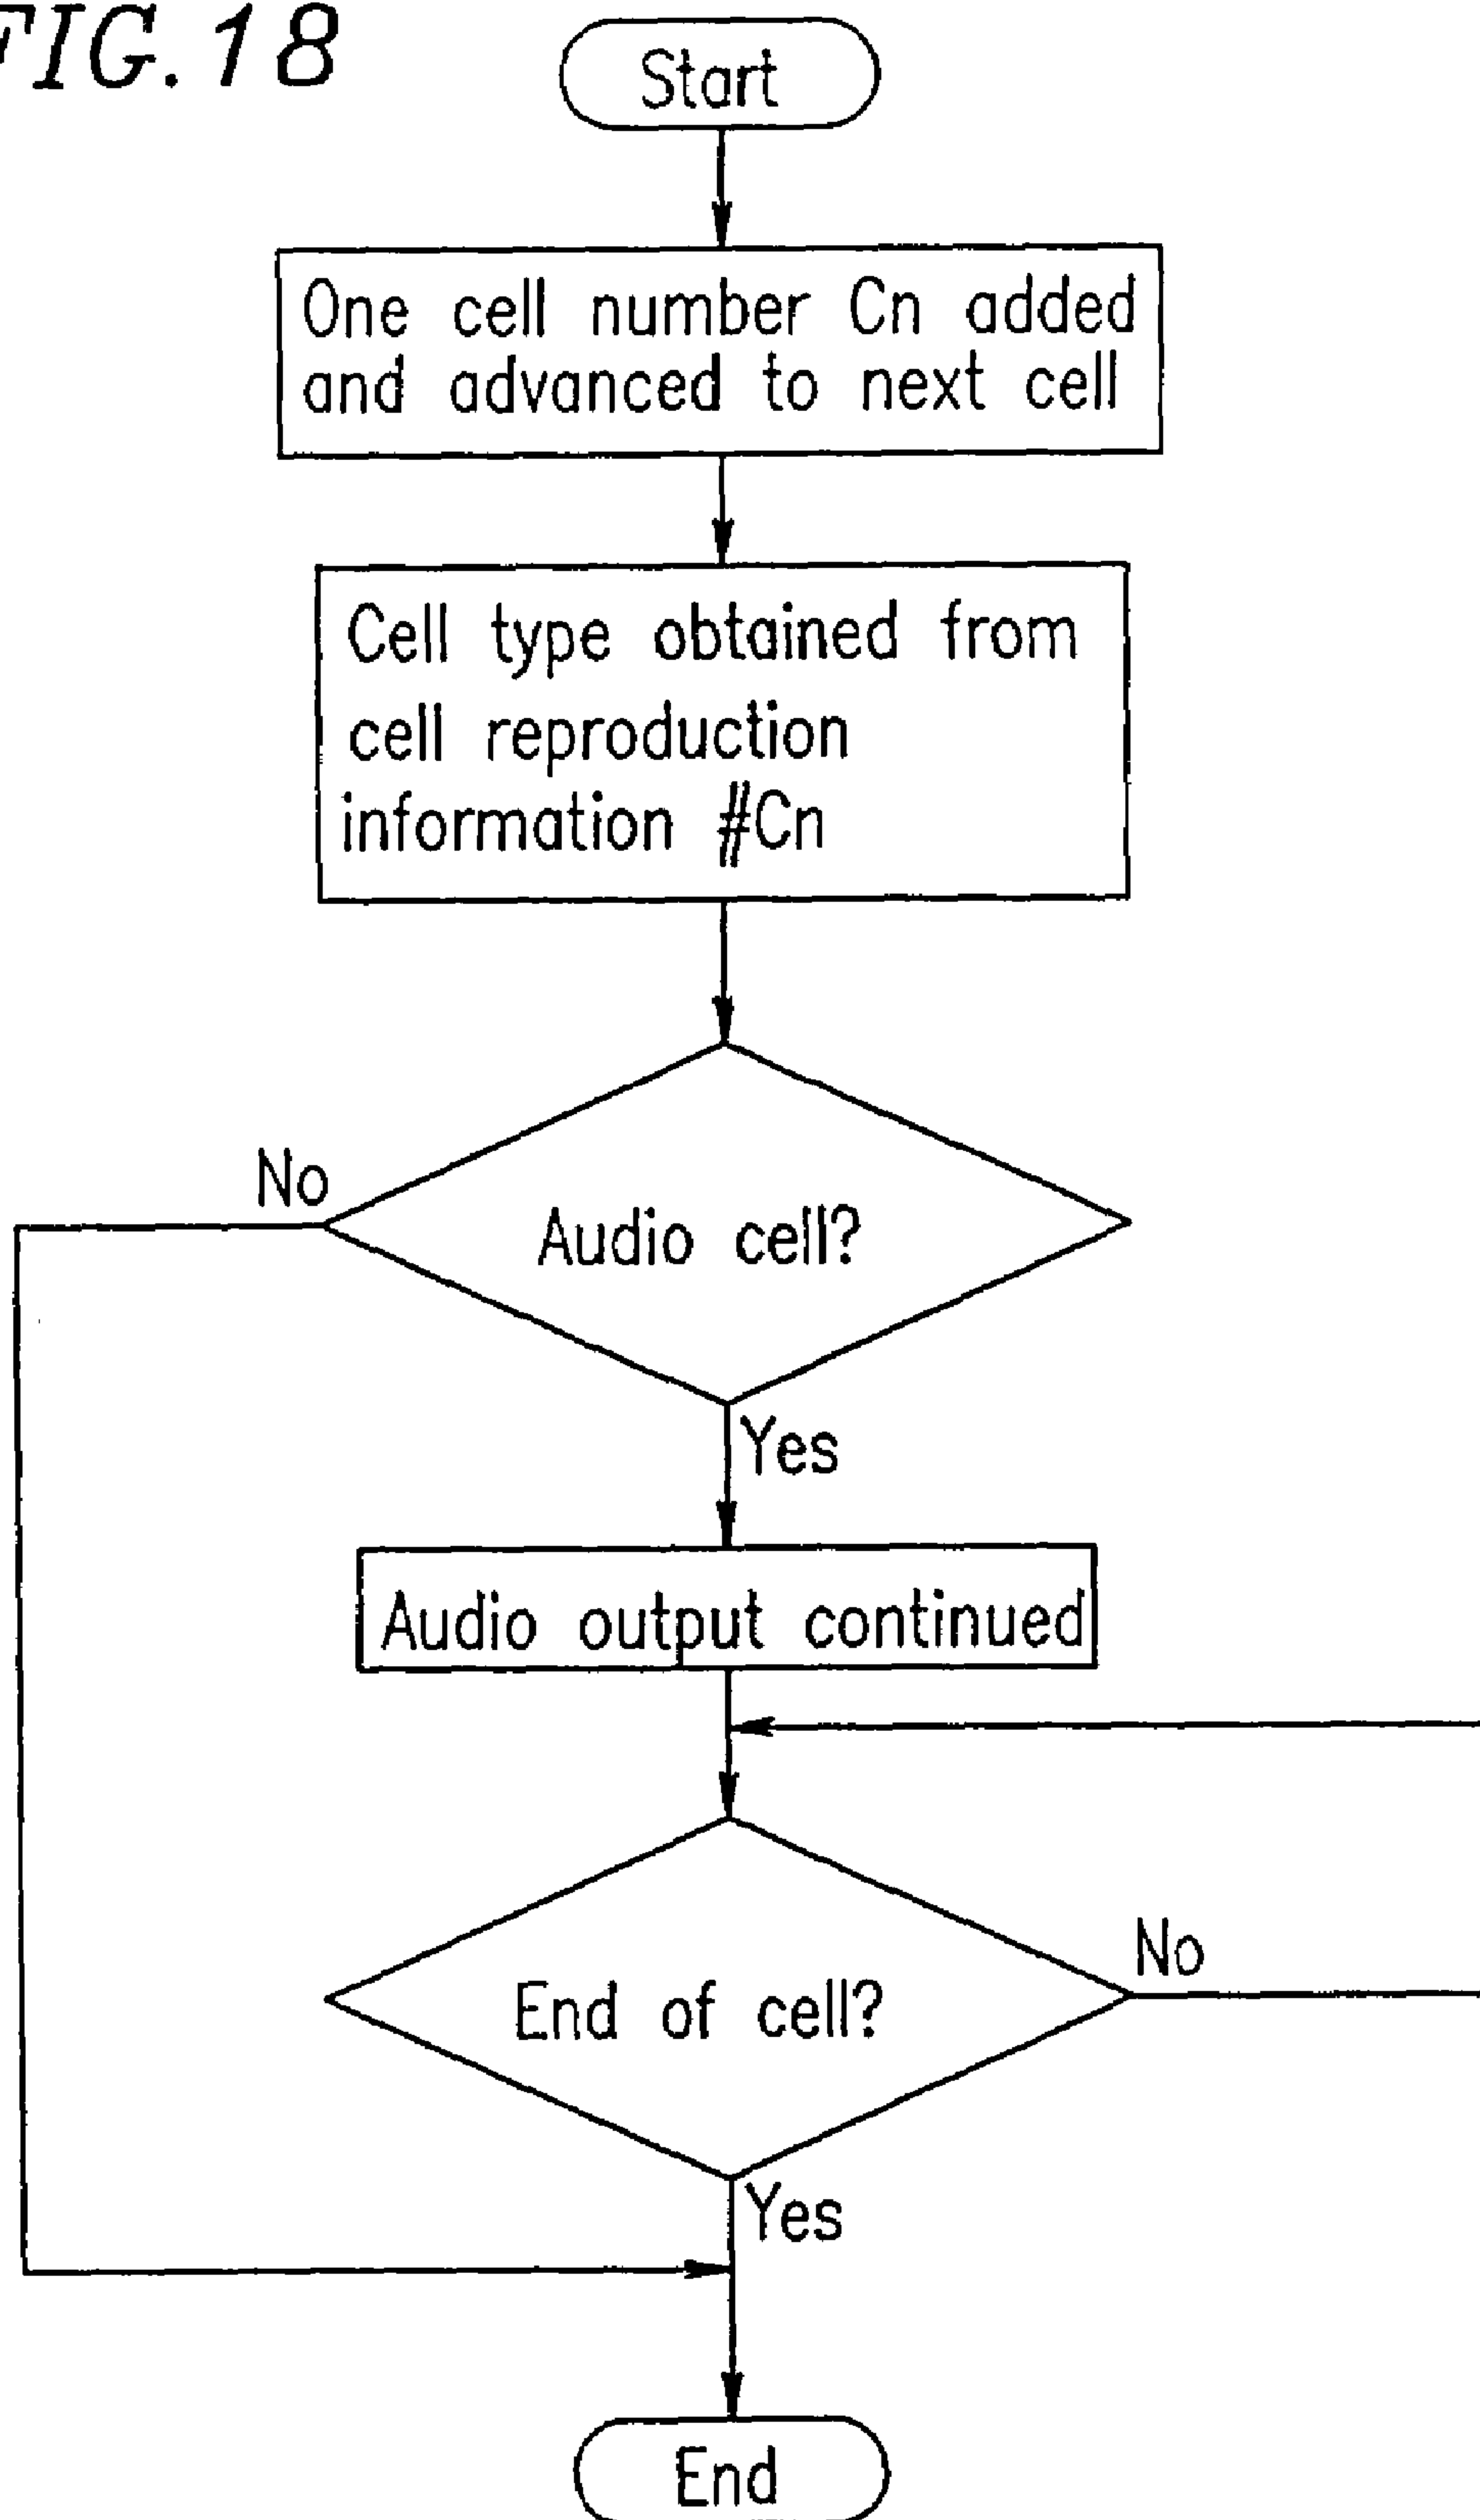 FIG. 18
Start
One cell number Cn added
and advanced to next cell
Cell type obtained from
cell reproduction
information #Cn
Audio cell?
No
Yes
Audio output continued
End of cell?
No
Yes
End